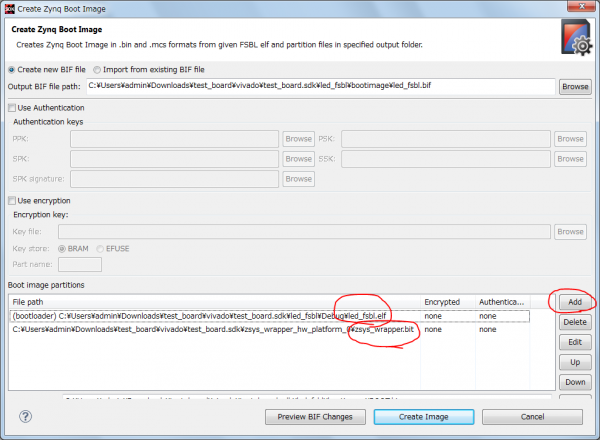 SDK Create Zynq Boot Image
Create Zynq Boot Image
Creates Zynq Boot Image in .bin and .mcs formats from given FSBL elf and partition files in specified output folder.
Create new BIF file Import from existing BIF file
Output BIF file path: C:¥Users¥admin¥Downloads¥test_board¥vivado¥test_board.sdk¥led_fsbl¥bootimage¥led_fsbl.bif Browse
Use Authentication
Authentication keys
PPK: Browse PSK: Browse
SPK: Browse SSK: Browse
SPK signature: Browse
Use encryption
Encryption key:
Key file: Browse
Key store: BRAM EFUSE
Part name:
Boot image partitions
File path Encrypted Authentica... Add
(bootloader) C:¥Users¥admin¥Downloads¥test_board¥vivado¥test_board.sdk¥led_fsbl¥Debug¥led_fsbl.elf none none
C:¥Users¥admin¥Downloads¥test_board¥vivado¥test_board.sdk¥zsys_wrapper_hw_platform_0¥zsys_wrapper.bit none none
Delete
Edit
Up
Down
Preview BIF Changes Create Image Cancel